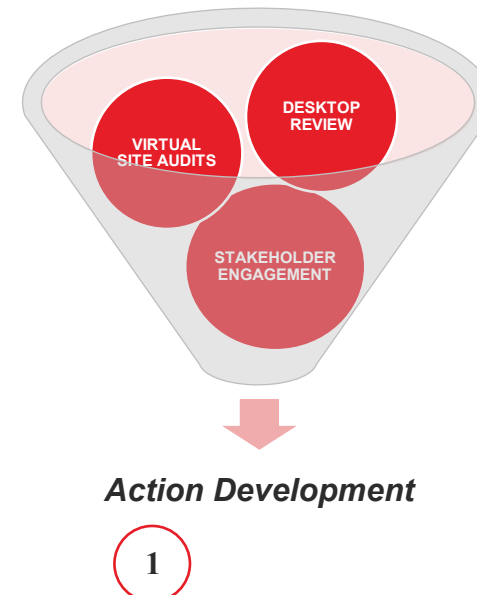 DESKTOP
REVIEW
VIRTUAL
SITE AUDITS
STAKEHOLDER
ENGAGEMENT
Action Development
1